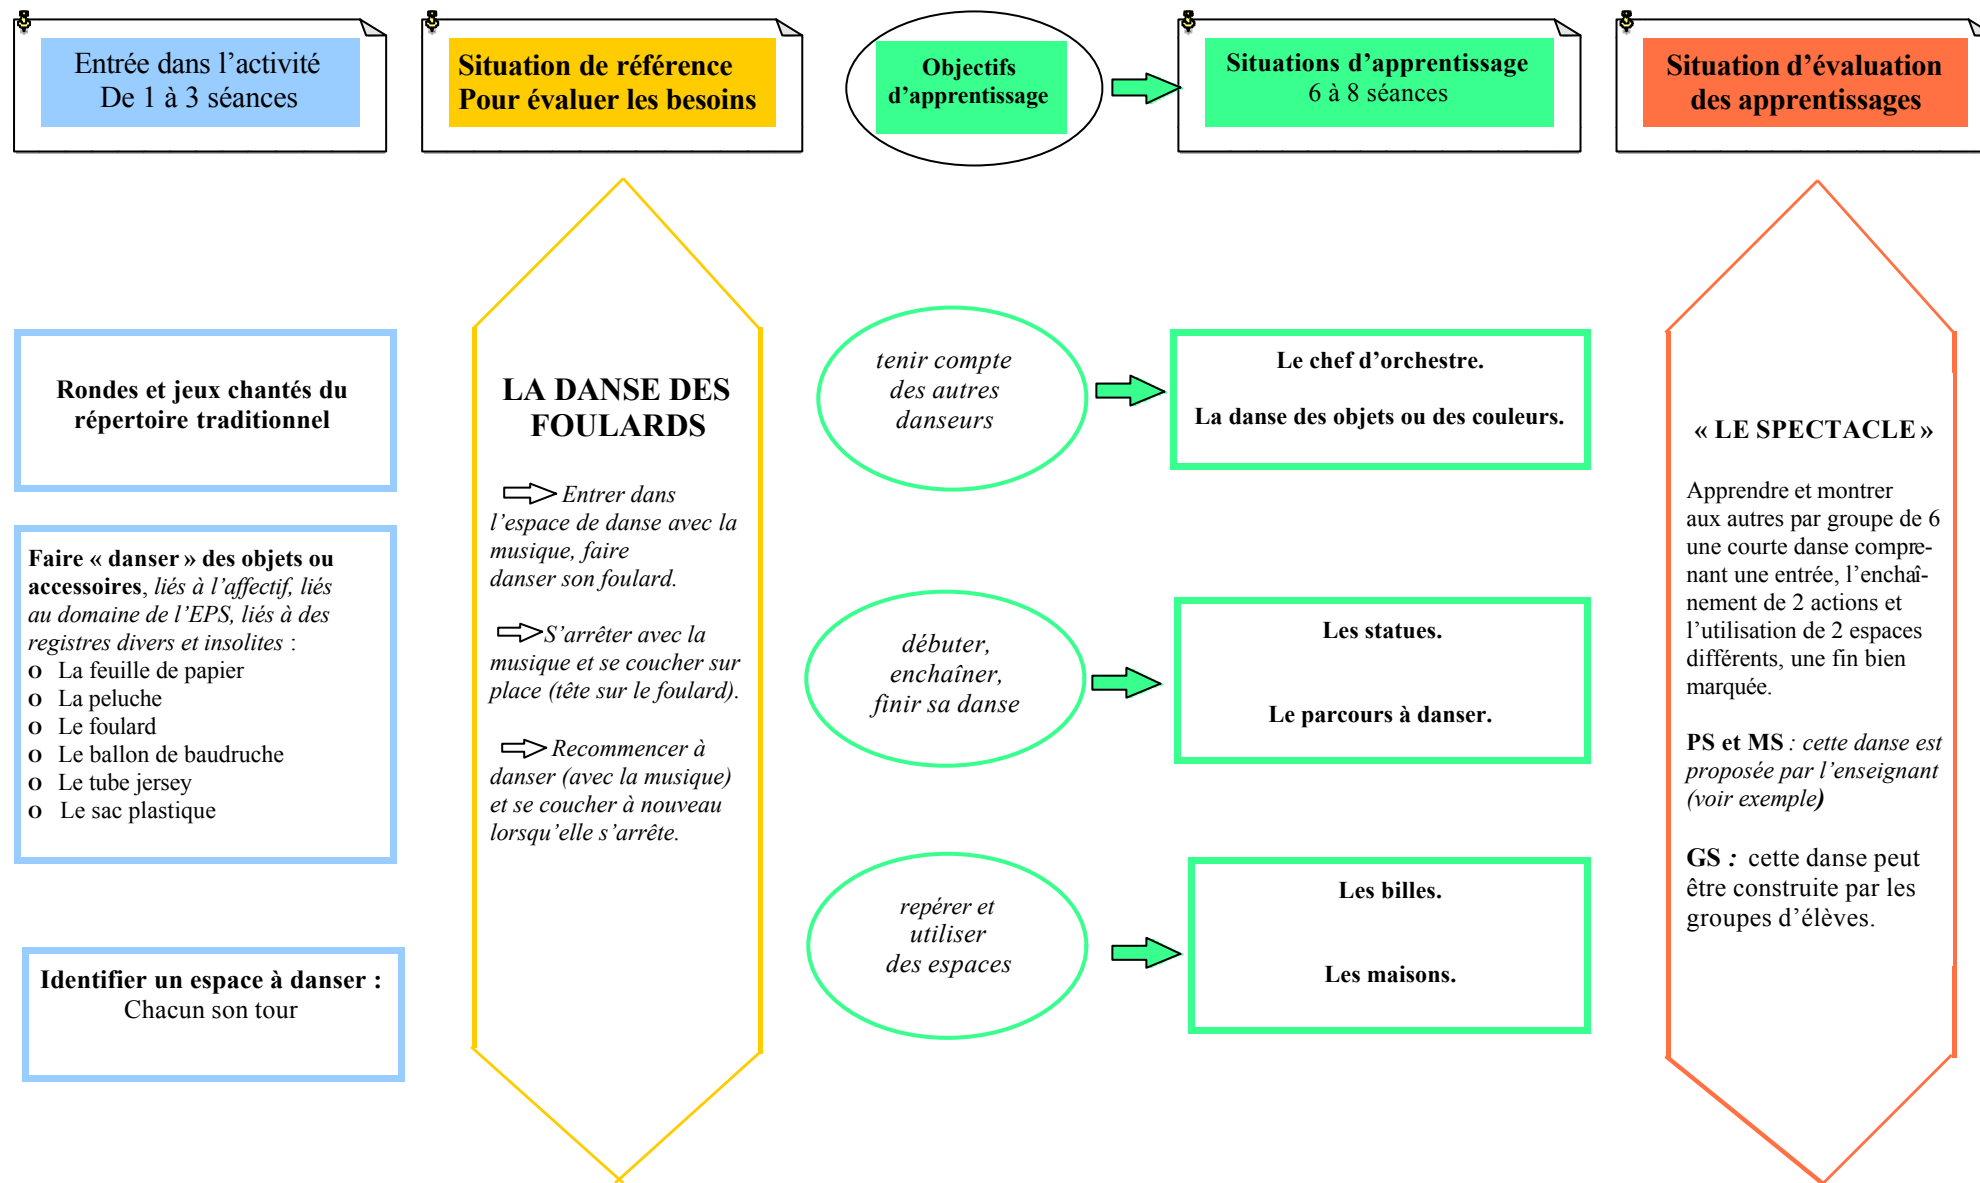 Entrée dans l’activité
De 1 à 3 séances
Situation de référence
Pour évaluer les besoins
Objectifs
d’apprentissage
Situations d’apprentissage
6 à 8 séances
Situation d’évaluation
des apprentissages
Rondes et jeux chantés du
répertoire traditionnel
Faire « danser » des objets ou
accessoires, liés à l’affectif, liés
au domaine de l’EPS, liés à des
registres divers et insolites :
o La feuille de papier
o La peluche
o Le foulard
o Le ballon de baudruche
o Le tube jersey
o Le sac plastique
Identifier un espace à danser :
Chacun son tour
LA DANSE DES
FOULARDS
Entrer dans
l’espace de danse avec la
musique, faire
danser son foulard.
S’arrêter avec la
musique et se coucher sur
place (tête sur le foulard).
Recommencer à
danser (avec la musique)
et se coucher à nouveau
lorsqu’elle s’arrête.
tenir compte
des autres
danseurs
Le chef d’orchestre.
La danse des objets ou des couleurs.
débuter,
enchaîner,
finir sa danse
Les statues.
Le parcours à danser.
repérer et
utiliser
des espaces
Les billes.
Les maisons.
« LE SPECTACLE »
Apprendre et montrer
aux autres par groupe de 6
une courte danse compre-
nant une entrée, l’enchaî-
nement de 2 actions et
l’utilisation de 2 espaces
différents, une fin bien
marquée.
PS et MS : cette danse est
proposée par l’enseignant
(voir exemple)
GS : cette danse peut
être construite par les
groupes d’élèves.